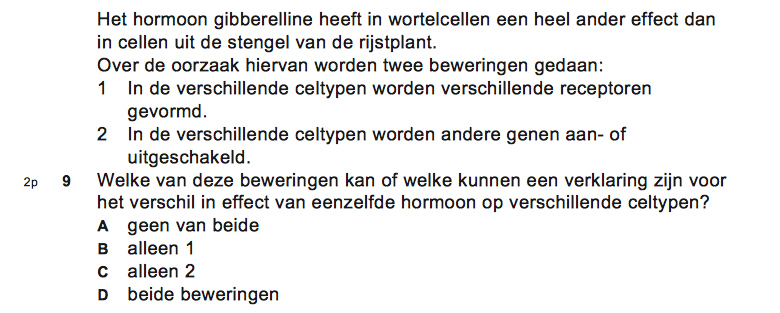 Het hormoon gibberelline heeft in wortelcellen een heel ander effect dan
in cellen uit de stengel van de rijstplant.
Over de oorzaak hiervan worden twee beweringen gedaan:
1 In de verschillende celtypen worden verschillende receptoren
gevormd.
2 In de verschillende celtypen worden andere genen aan- of
uitgeschakeld.
2p 9 Welke van deze beweringen kan of welke kunnen een verklaring zijn voor
het verschil in effect van eenzelfde hormoon op verschillende celtypen?
A geen van beide
B alleen 1
C alleen 2
D beide beweringen